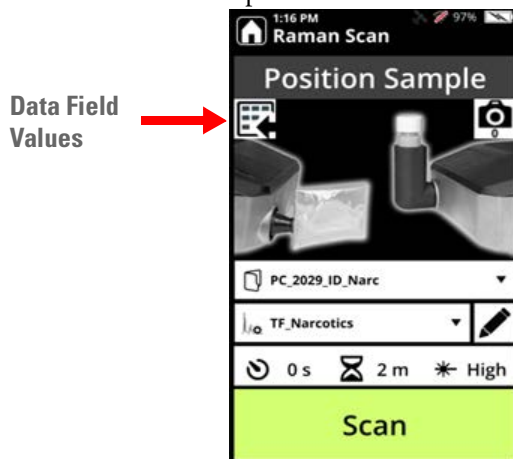 1:16 PM
97%
Raman Scan
Position Sample
Data Field
Values
0
PC_2029_ID_Narc
TF_Narcotics
0 s
2 m
High
Scan